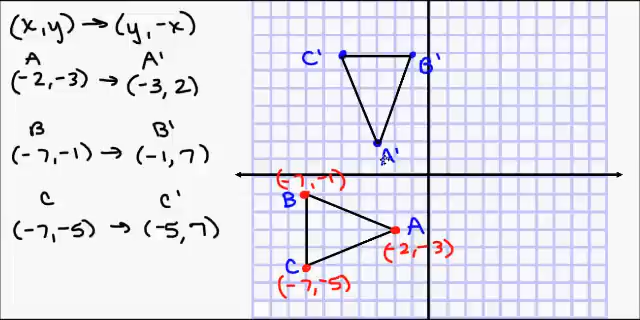 (x,y) → (y,-x)
A A'
(-2,-3) → (-3,2)
B B'
(-7,-1) → (-1,7)
C C'
(-7,-5) → (-5,7)
C' B'
A'
(-7,-1)
B A
(-2,-3)
C
(-7,-5)